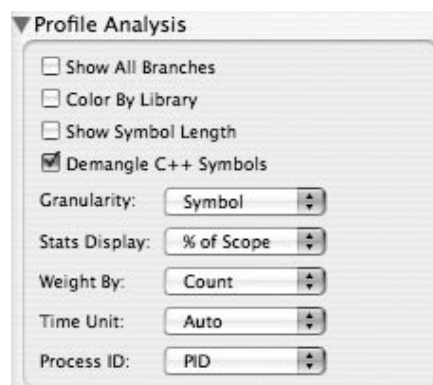 Profile Analysis
Show All Branches
Color By Library
Show Symbol Length
Demangle C++ Symbols
Granularity: Symbol
Stats Display: % of Scope
Weight By: Count
Time Unit: Auto
Process ID: PID